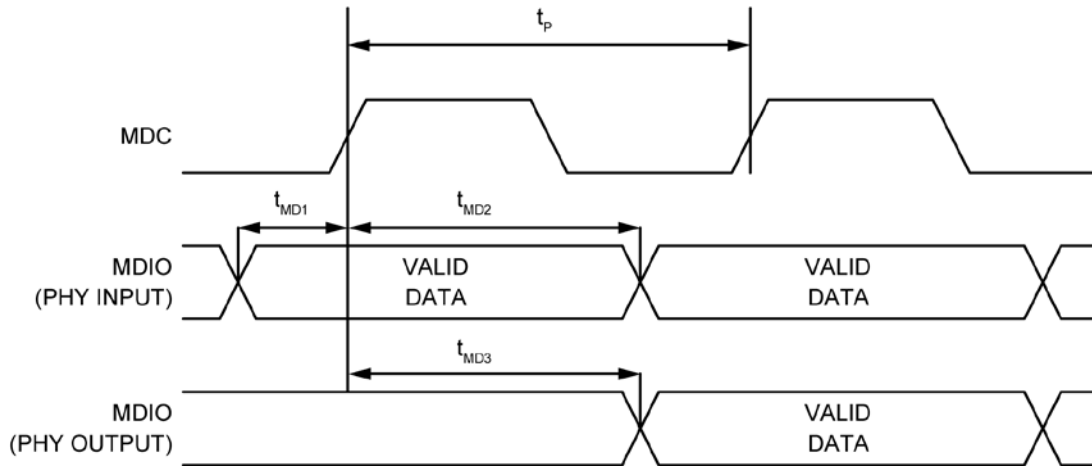 tP
MDC
tMD1
tMD2
MDIO
(PHY INPUT)
VALID
DATA
VALID
DATA
tMD3
MDIO
(PHY OUTPUT)
VALID
DATA